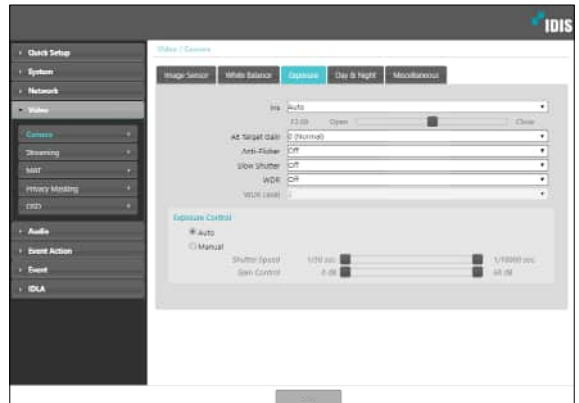 IDIS
Quick Setup
System
Network
Video
Camera
Streaming
MAT
Privacy Masking
OSD
Audio
Event Action
Event
IDLA
Video / Camera
Image Sensor
White Balance
Exposure
Day & Night
Miscellaneous
Iris Auto
Open Close
AE Target Gain 0 (Normal)
Anti-Flicker Off
Slow Shutter Off
WDR Off
WDR Level
Exposure Control
Auto
Manual
Shutter Speed 1/30 sec 1/10000 sec
Gain Control 0 dB 60 dB